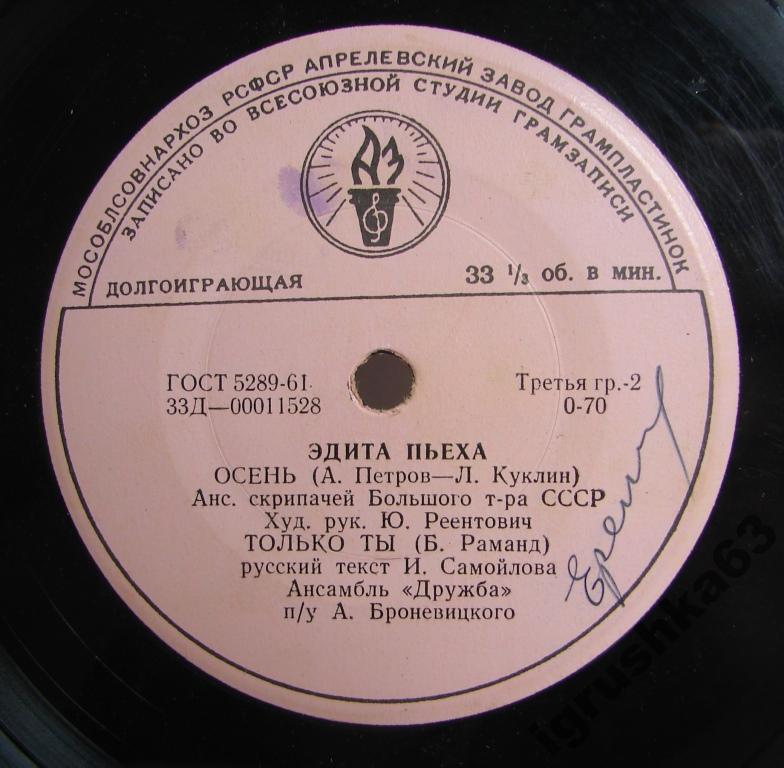 МОСОБЛСОВНАРХОЗ РСФСР АПРЕЛЕВСКИЙ ЗАВОД ГРАМПЛАСТИНОК
ЗАПИСАНО ВО ВСЕСОЮЗНОЙ СТУДИИ ГРАМЗАПИСИ
АЗ
ДОЛГОИГРАЮЩАЯ 33 1/3 об. в мин.
ГОСТ 5289-61 Третья гр.-2
33Д—00011528 0-70
ЭДИТА ПЬЕХА
ОСЕНЬ (А. Петров—Л. Куклин)
Анс. скрипачей Большого т-ра СССР
Худ. рук. Ю. Реентович
ТОЛЬКО ТЫ (Б. Раманд)
русский текст И. Самойлова
Ансамбль «Дружба»
п/у А. Броневицкого
igrushka63